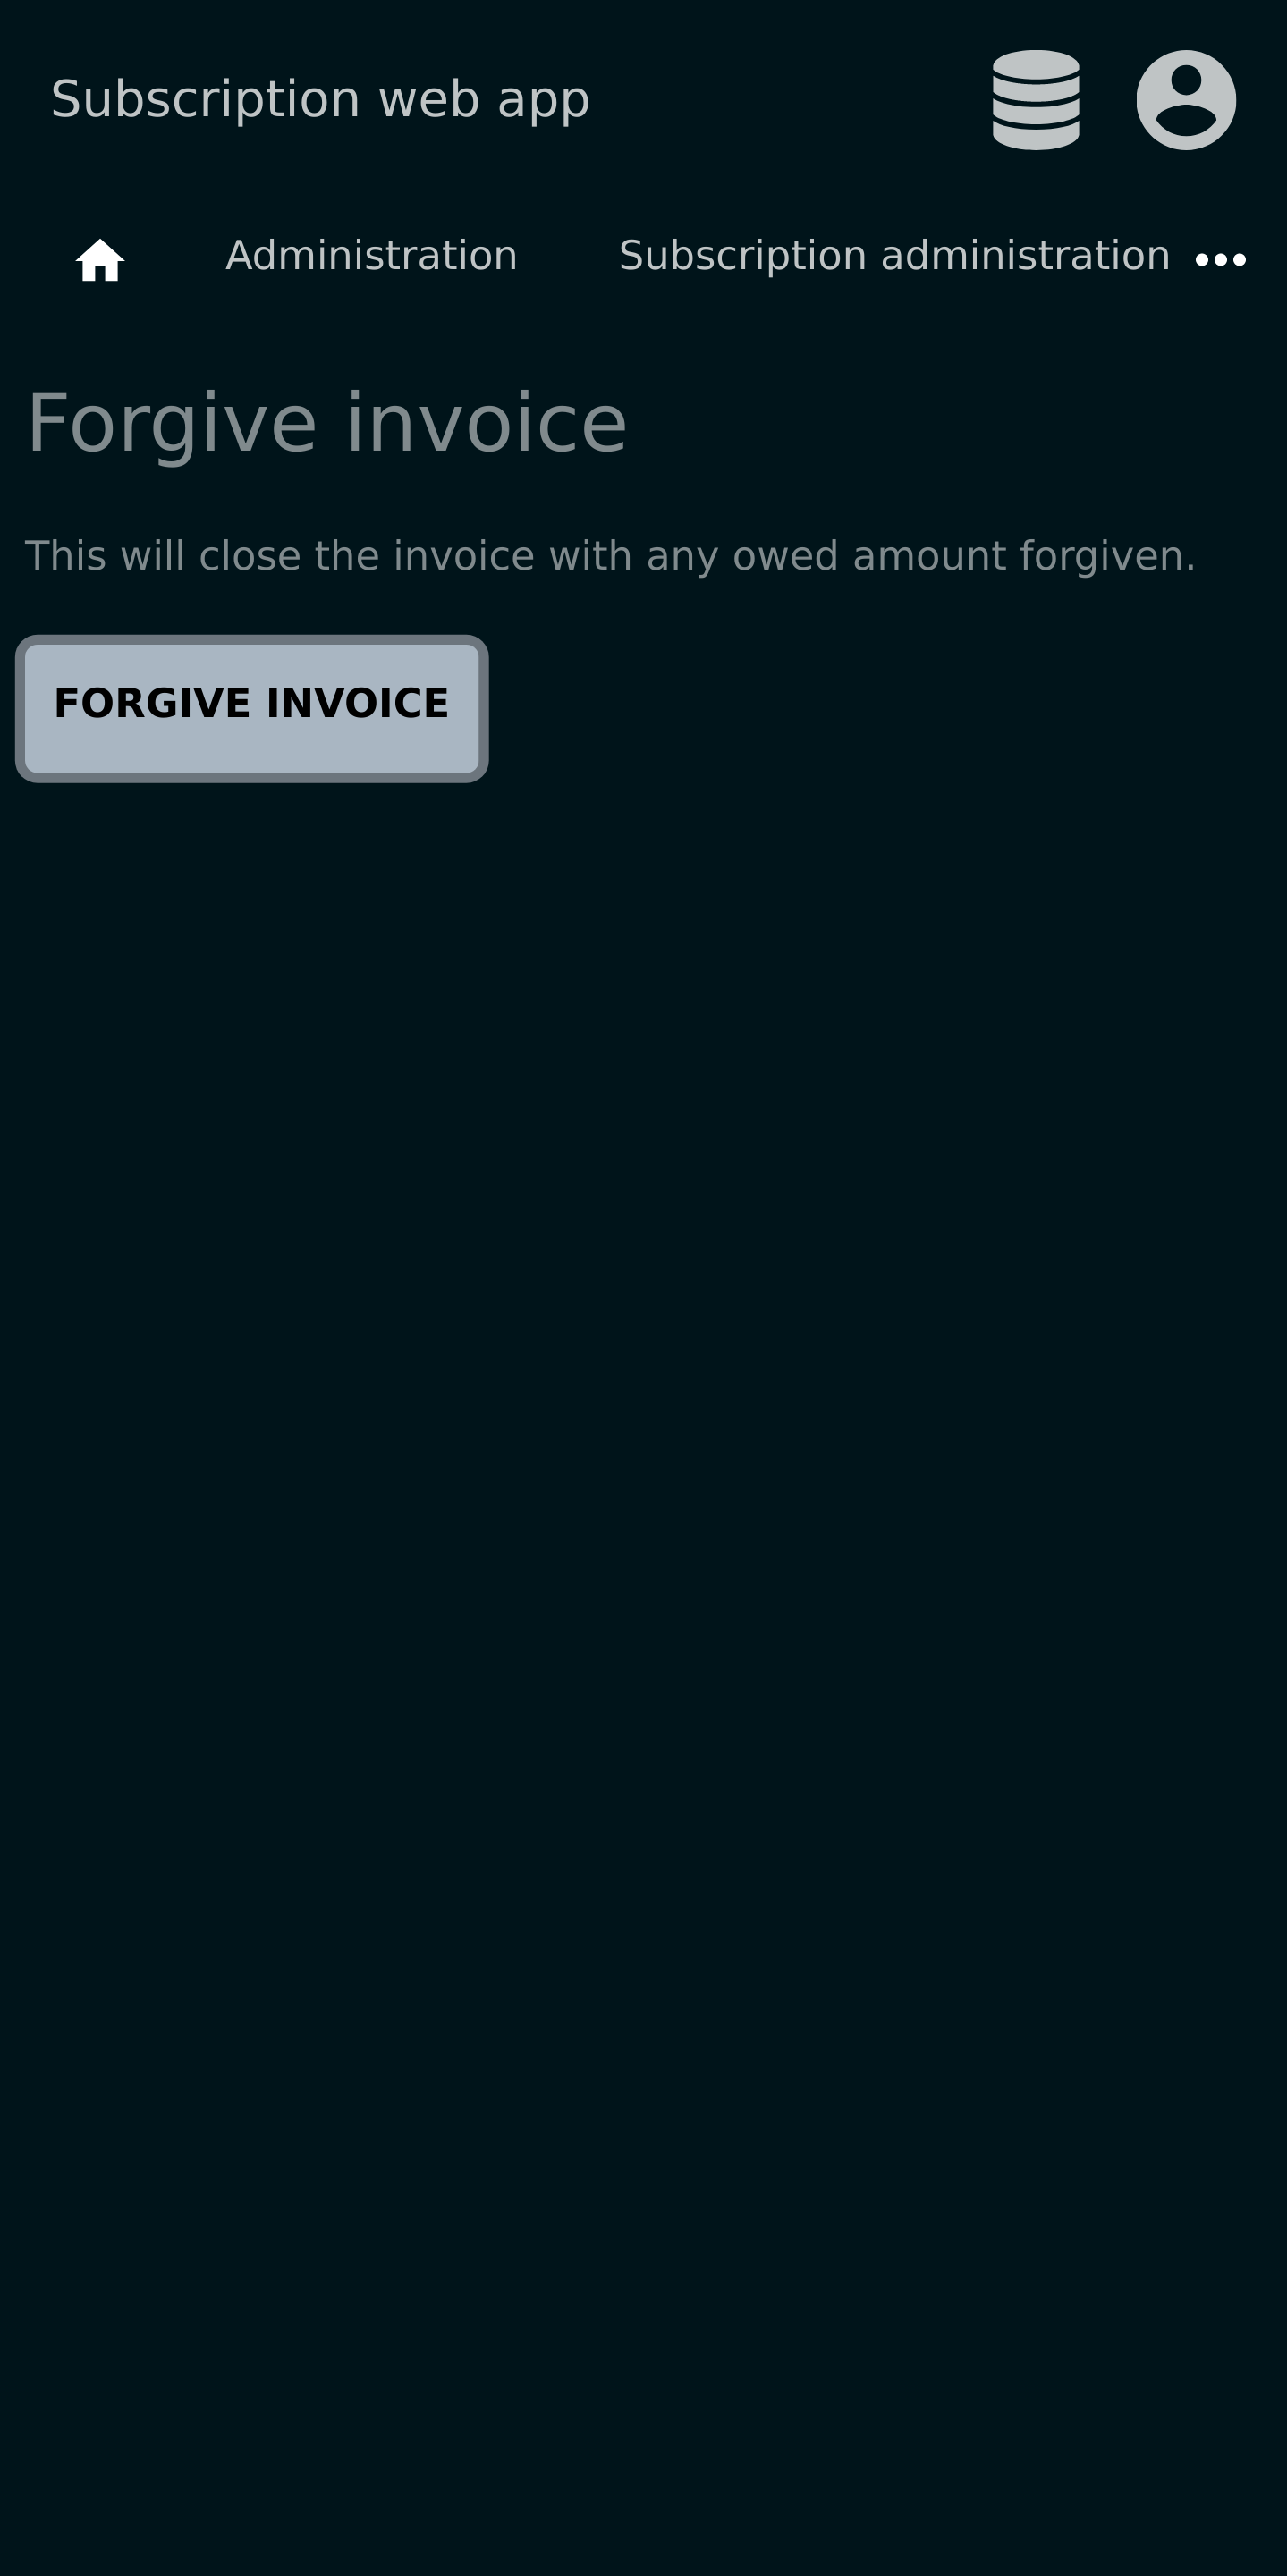 Subscription web app
Administration Subscription administration
Forgive invoice
This will close the invoice with any owed amount forgiven.
FORGIVE INVOICE